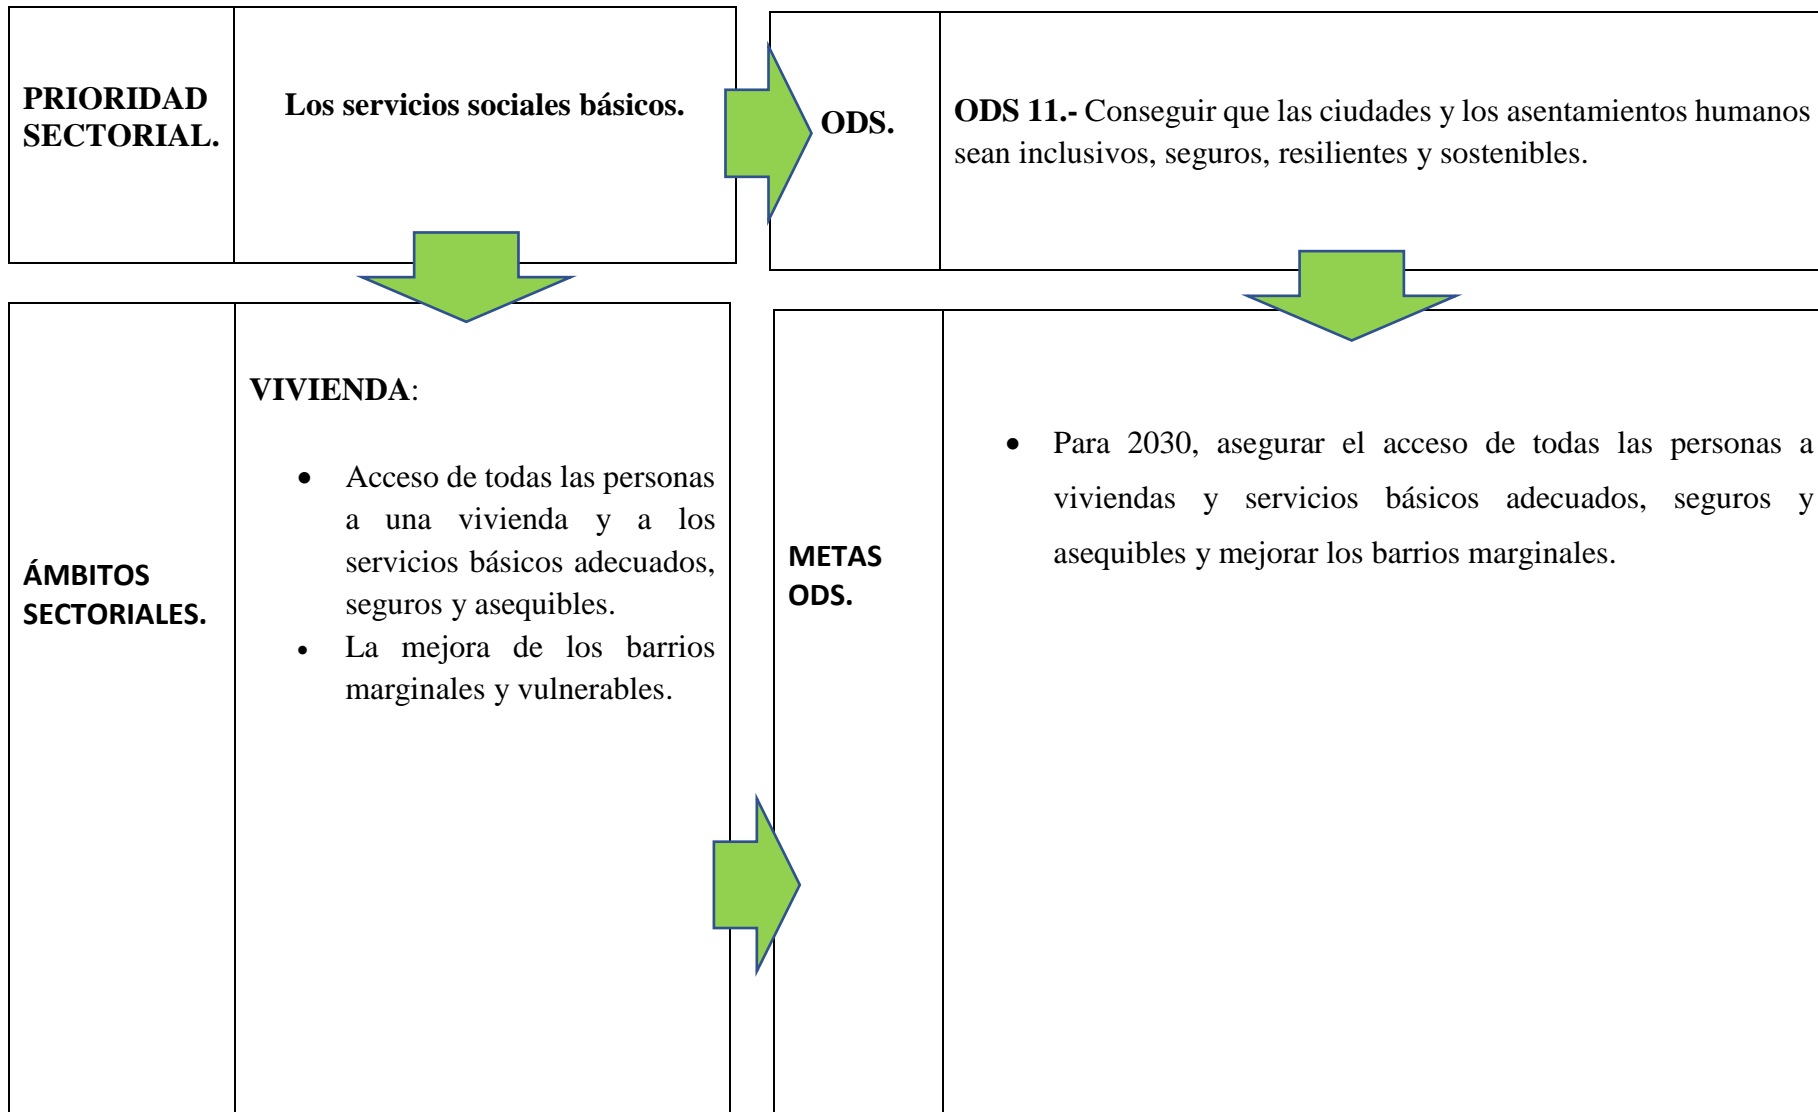 PRIORIDAD
SECTORIAL.
Los servicios sociales básicos.
ODS.
ODS 11.- Conseguir que las ciudades y los asentamientos humanos
sean inclusivos, seguros, resilientes y sostenibles.
ÁMBITOS
SECTORIALES.
VIVIENDA:
• Acceso de todas las personas
a una vivienda y a los
servicios básicos adecuados,
seguros y asequibles.
• La mejora de los barrios
marginales y vulnerables.
METAS
ODS.
• Para 2030, asegurar el acceso de todas las personas a
viviendas y servicios básicos adecuados, seguros y
asequibles y mejorar los barrios marginales.